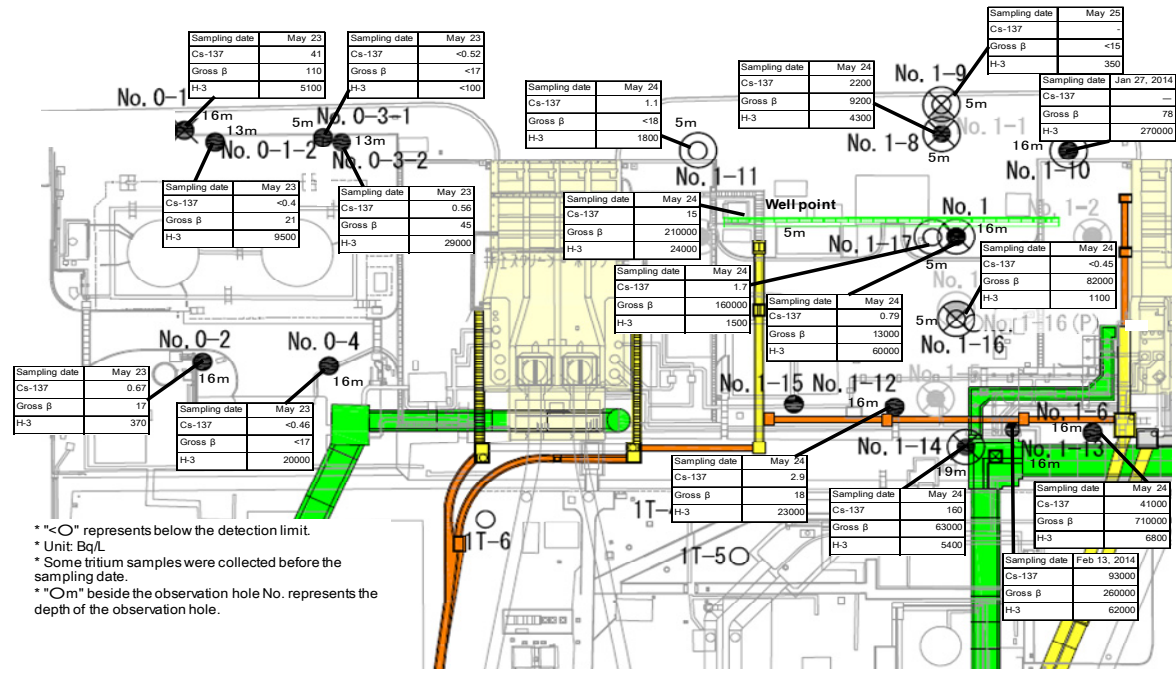 Sampling date May 25
Cs-137 -
Gross β <15
H-3 350
Sampling date May 23
Cs-137 41
Gross β 110
H-3 5100
Sampling date May 23
Cs-137 <0.52
Gross β <17
H-3 <100
Sampling date May 24
Cs-137 2200
Gross β 9200
H-3 4300
Sampling date Jan 27, 2014
Cs-137 —
Gross β 78
H-3 270000
Sampling date May 24
Cs-137 1.1
Gross β <18
H-3 1800
No. 0-1
16m
13m
No. 0-1-2
5m
No. 0-3-1
13m
No. 0-3-2
5m
No. 1-11
No. 1-9
5m
No. 1-8
5m
No. 1-1
16m
No. 1-10
Sampling date May 23
Cs-137 <0.4
Gross β 21
H-3 9500
Sampling date May 23
Cs-137 0.56
Gross β 45
H-3 29000
Sampling date May 24
Cs-137 15
Gross β 210000
H-3 24000
Well point
5m
No. 1
16m
No. 1-17
5m
No. 1-2
Sampling date May 24
Cs-137 <0.45
Gross β 82000
H-3 1100
Sampling date May 24
Cs-137 1.7
Gross β 160000
H-3 1500
Sampling date May 24
Cs-137 0.79
Gross β 13000
H-3 60000
5m
No. 1-16
No. 1-16(P)
No. 0-2
16m
No. 0-4
16m
Sampling date May 23
Cs-137 0.67
Gross β 17
H-3 370
Sampling date May 23
Cs-137 <0.46
Gross β <17
H-3 20000
No. 1-15
No. 1-12
16m
No. 1-14
19m
No. 1-6
16m
No. 1-13
16m
Sampling date May 24
Cs-137 2.9
Gross β 18
H-3 23000
Sampling date May 24
Cs-137 160
Gross β 63000
H-3 5400
Sampling date May 24
Cs-137 41000
Gross β 710000
H-3 6800
Sampling date Feb 13, 2014
Cs-137 93000
Gross β 260000
H-3 62000
1T-6
1T-5
* "<○" represents below the detection limit.
* Unit: Bq/L
* Some tritium samples were collected before the
sampling date.
* "○m" beside the observation hole No. represents the
depth of the observation hole.